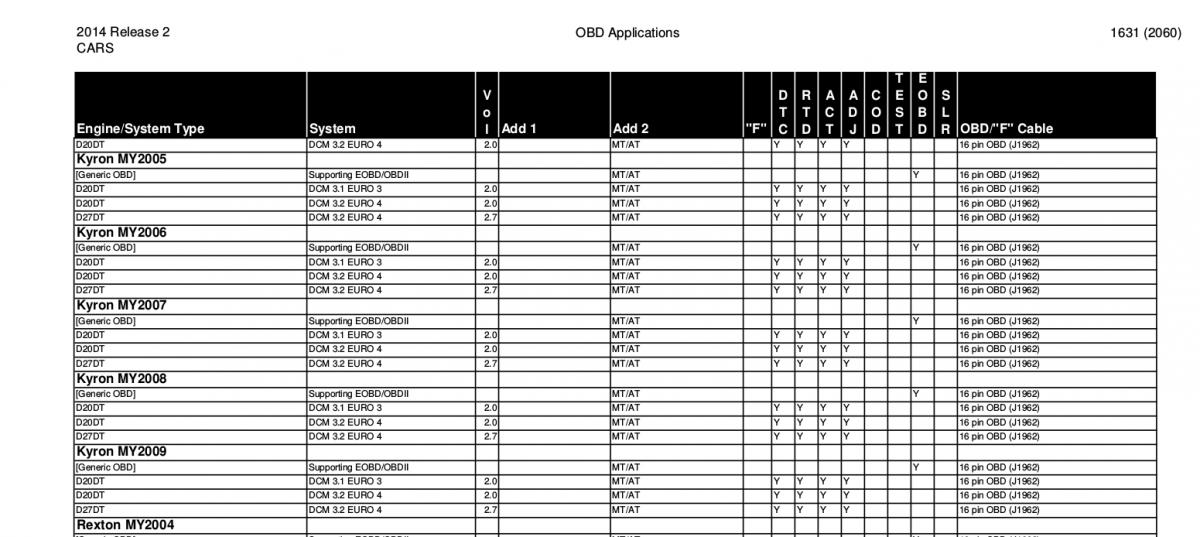 2014 Release 2 OBD Applications 1631 (2060)
CARS
Engine/System Type System Vol Add 1 Add 2 "F" DTC RTD ACT ADJ COD TEST EOBD SLR OBD/"F" Cable
D20DT DCM 3.2 EURO 4 2.0 MT/AT Y Y Y Y 16 pin OBD (J1962)
Kyron MY2005
[Generic OBD] Supporting EOBD/OBDII MT/AT Y 16 pin OBD (J1962)
D20DT DCM 3.1 EURO 3 2.0 MT/AT Y Y Y Y 16 pin OBD (J1962)
D20DT DCM 3.2 EURO 4 2.0 MT/AT Y Y Y Y 16 pin OBD (J1962)
D27DT DCM 3.2 EURO 4 2.7 MT/AT Y Y Y Y 16 pin OBD (J1962)
Kyron MY2006
[Generic OBD] Supporting EOBD/OBDII MT/AT Y 16 pin OBD (J1962)
D20DT DCM 3.1 EURO 3 2.0 MT/AT Y Y Y Y 16 pin OBD (J1962)
D20DT DCM 3.2 EURO 4 2.0 MT/AT Y Y Y Y 16 pin OBD (J1962)
D27DT DCM 3.2 EURO 4 2.7 MT/AT Y Y Y Y 16 pin OBD (J1962)
Kyron MY2007
[Generic OBD] Supporting EOBD/OBDII MT/AT Y 16 pin OBD (J1962)
D20DT DCM 3.1 EURO 3 2.0 MT/AT Y Y Y Y 16 pin OBD (J1962)
D20DT DCM 3.2 EURO 4 2.0 MT/AT Y Y Y Y 16 pin OBD (J1962)
D27DT DCM 3.2 EURO 4 2.7 MT/AT Y Y Y Y 16 pin OBD (J1962)
Kyron MY2008
[Generic OBD] Supporting EOBD/OBDII MT/AT Y 16 pin OBD (J1962)
D20DT DCM 3.1 EURO 3 2.0 MT/AT Y Y Y Y 16 pin OBD (J1962)
D20DT DCM 3.2 EURO 4 2.0 MT/AT Y Y Y Y 16 pin OBD (J1962)
D27DT DCM 3.2 EURO 4 2.7 MT/AT Y Y Y Y 16 pin OBD (J1962)
Kyron MY2009
[Generic OBD] Supporting EOBD/OBDII MT/AT Y 16 pin OBD (J1962)
D20DT DCM 3.1 EURO 3 2.0 MT/AT Y Y Y Y 16 pin OBD (J1962)
D20DT DCM 3.2 EURO 4 2.0 MT/AT Y Y Y Y 16 pin OBD (J1962)
D27DT DCM 3.2 EURO 4 2.7 MT/AT Y Y Y Y 16 pin OBD (J1962)
Rexton MY2004